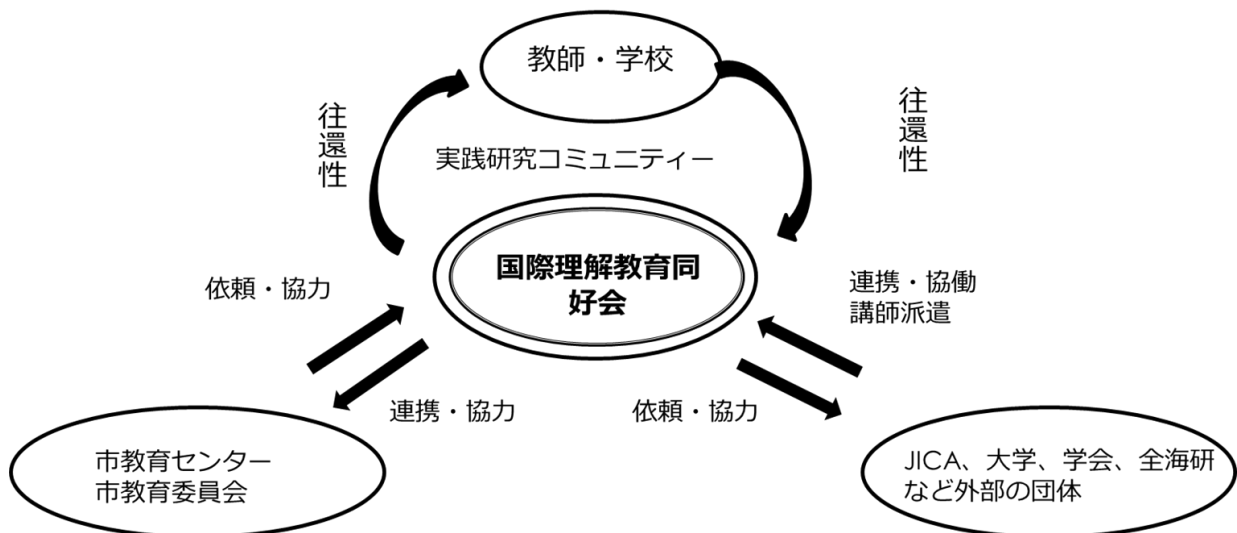 教師・学校
往還性
往還性
実践研究コミュニティー
国際理解教育同
好会
依頼・協力
連携・協働
講師派遣
連携・協力
依頼・協力
市教育センター
市教育委員会
JICA、大学、学会、全海研
など外部の団体